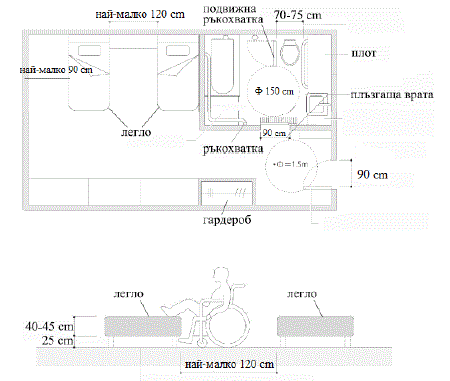 подвижна
ръкохватка
най-малко 120 cm
70-75 cm
плот
най-малко 90 cm
Ф 150 cm
плъзгаща врата
легло
90 cm
ръкохватка
Ф=1.5m
90 cm
гардероб
легло
легло
40-45 cm
25 cm
най-малко 120 cm